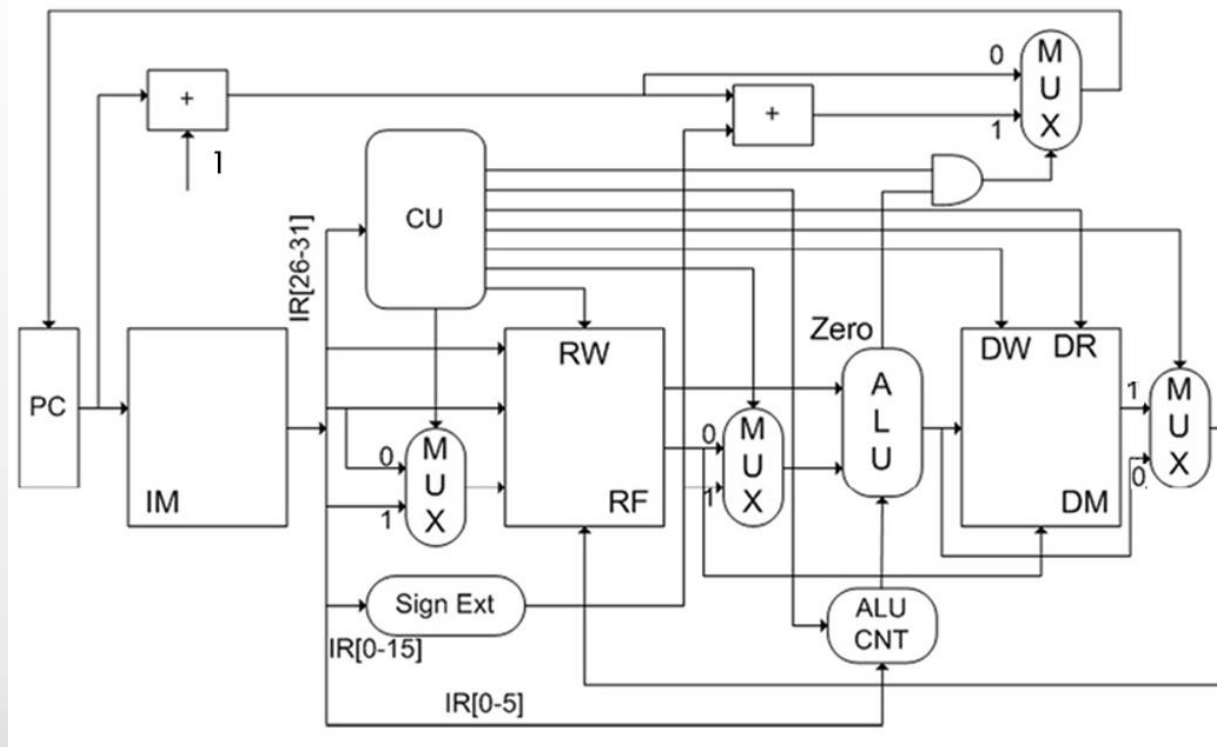 0
M
U
X
1
+
1
+
CU
IR[26-31]
Zero
PC
IM
RW
RF
0
M
U
X
1
0
M
U
X
1
A
L
U
DW DR
DM
1
M
U
X
0
Sign Ext
IR[0-15]
ALU
CNT
IR[0-5]